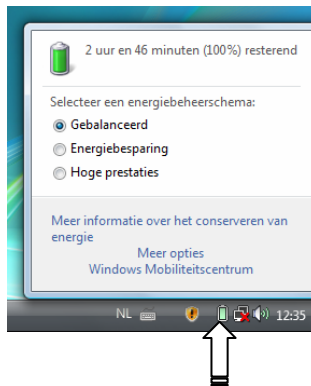 2 uur en 46 minuten (100%) resterend
Selecteer een energiebeheerschema:
Gebalanceerd
Energiebesparing
Hoge prestaties
Meer informatie over het conserveren van
energie
Meer opties
Windows Mobiliteitscentrum
NL 12:35